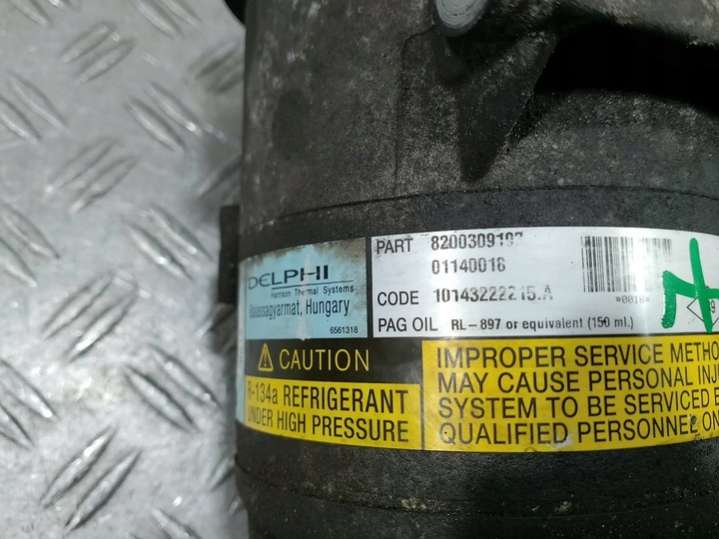 DELPHI
Harrison Thermal Systems
Balassagyarmat, Hungary
6561318
PART 8200309197
01140018
CODE 10143222215.A
PAG OIL RL-897 or equivalent (150 ml.)
*0018*
CAUTION
R-134a REFRIGERANT
UNDER HIGH PRESSURE
IMPROPER SERVICE METHO
MAY CAUSE PERSONAL INJ
SYSTEM TO BE SERVICED B
QUALIFIED PERSONNEL ON